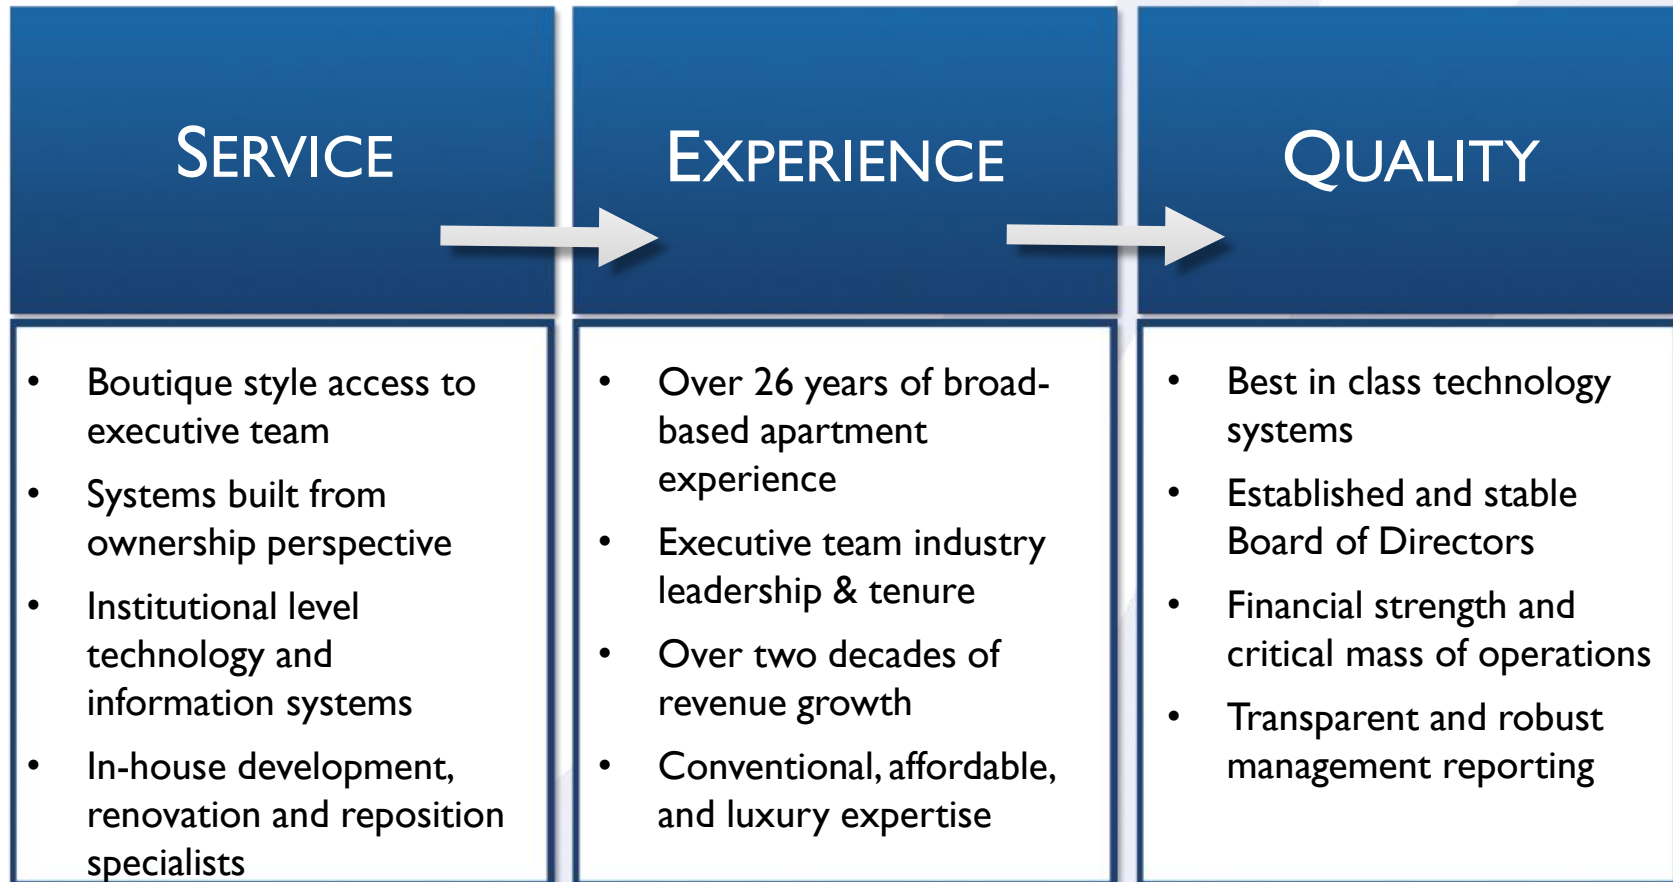 SERVICE
• Boutique style access to
executive team
• Systems built from
ownership perspective
• Institutional level
technology and
information systems
• In-house development,
renovation and reposition
specialists
EXPERIENCE
• Over 26 years of broad-
based apartment
experience
• Executive team industry
leadership & tenure
• Over two decades of
revenue growth
• Conventional, affordable,
and luxury expertise
QUALITY
• Best in class technology
systems
• Established and stable
Board of Directors
• Financial strength and
critical mass of operations
• Transparent and robust
management reporting